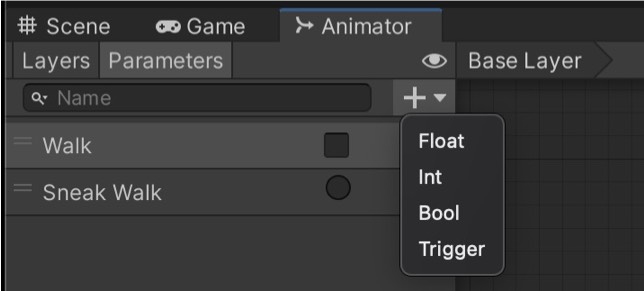 Scene Game Animator
Layers Parameters Base Layer
Name
Walk
Sneak Walk
Float
Int
Bool
Trigger